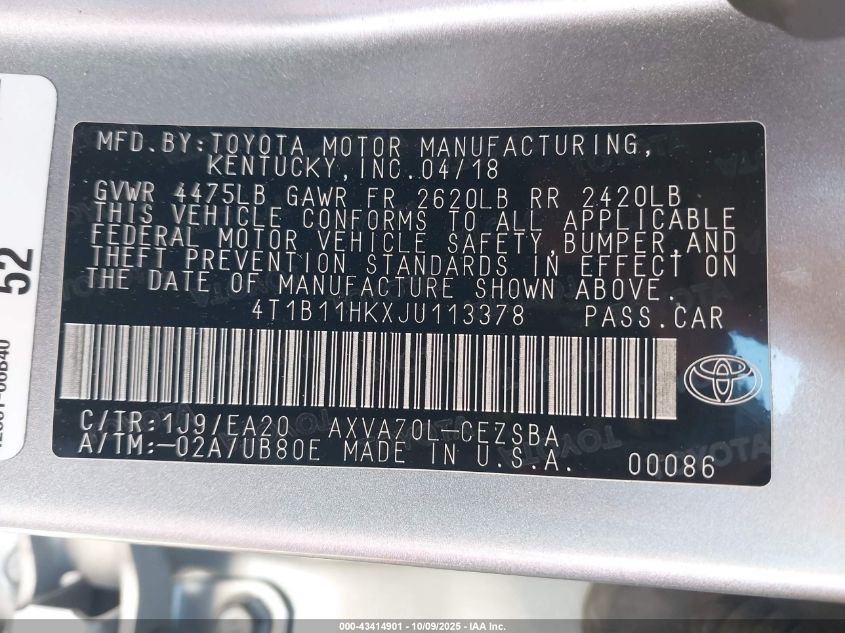 MFD.BY:TOYOTA MOTOR MANUFACTURING,
KENTUCKY,INC.04/18
GVWR 4475LB GAWR FR 2620LB RR 2420LB
THIS VEHICLE CONFORMS TO ALL APPLICABLE
FEDERAL MOTOR VEHICLE SAFETY,BUMPER,AND
THEFT PREVENTION STANDARDS IN EFFECT ON
THE DATE OF MANUFACTURE SHOWN ABOVE.
4T1B11HKXJU113378 PASS.CAR
C/TR:1J9/EA20 AXVA70L-CEZSBA
A/TM:-02A/UB80E MADE IN U.S.A. 00086
52
000-43414901 - 10/09/2025 - IAA Inc.